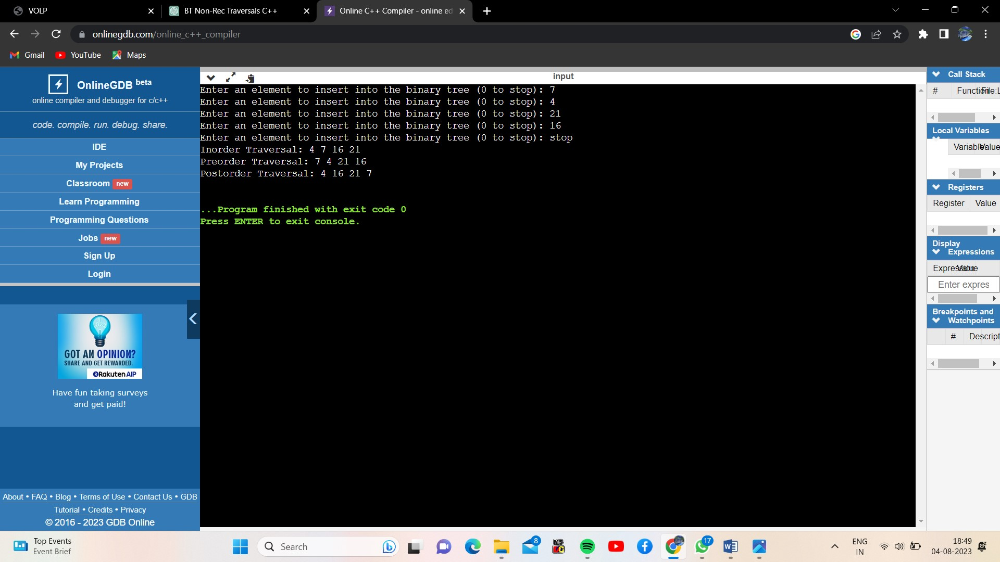 VOLP
BT Non-Rec Traversals C++
Online C++ Compiler - online ed
onlinegdb.com/online_c++_compiler
Gmail
YouTube
Maps
OnlineGDB beta
online compiler and debugger for c/c++
code. compile. run. debug. share.
IDE
My Projects
Classroom new
Learn Programming
Programming Questions
Jobs new
Sign Up
Login
GOT AN OPINION?
SHARE AND GET REWARDED.
Rakuten AIP
Have fun taking surveys
and get paid!
About • FAQ • Blog • Terms of Use • Contact Us • GDB
Tutorial • Credits • Privacy
© 2016 - 2023 GDB Online
input
Enter an element to insert into the binary tree (0 to stop): 7
Enter an element to insert into the binary tree (0 to stop): 4
Enter an element to insert into the binary tree (0 to stop): 21
Enter an element to insert into the binary tree (0 to stop): 16
Enter an element to insert into the binary tree (0 to stop): stop
Inorder Traversal: 4 7 16 21
Preorder Traversal: 7 4 21 16
Postorder Traversal: 4 16 21 7
...Program finished with exit code 0
Press ENTER to exit console.
Call Stack
# Function File:L
Local Variables
Variable Value
Registers
Register Value
Display
Expressions
Expression Value
Enter expres
Breakpoints and
Watchpoints
# Descript
Top Events
Event Brief
Search
8
MS
17
ENG
IN
18:49
04-08-2023